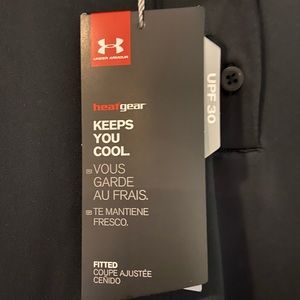 UNDER ARMOUR
heatgear
KEEPS
YOU
COOL.
VOUS
GARDE
AU FRAIS.
TE MANTIENE
FRESCO.
FITTED
COUPE AJUSTÉE
CEÑIDO
UPF 30